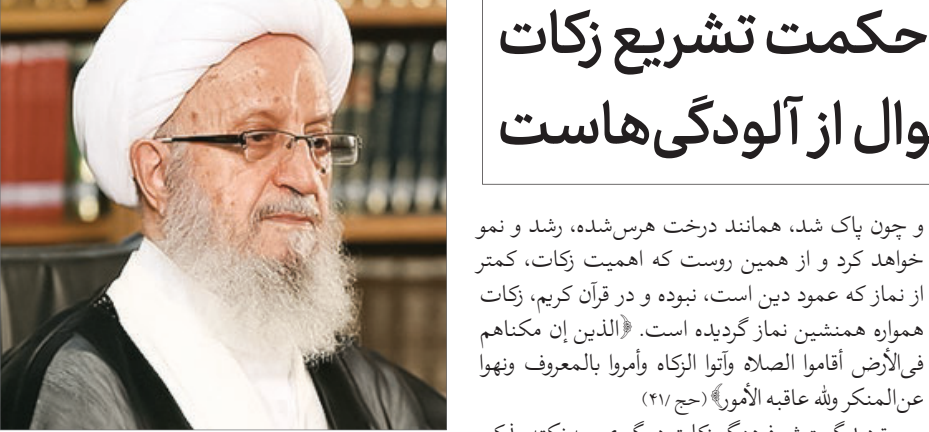 حکمت تشریع زکات
وال از آلودگی‌هاست
و چون پاک شد، همانند درخت هرس‌شده، رشد و نمو
خواهد کرد و از همین روست که اهمیت زکات، کمتر
از نماز که عمود دین است، نبوده و در قرآن کریم، زکات
همواره همنشین نماز گردیده است. ﴿الذین إن مکناهم
فی‌الأرض أقاموا الصلاه وآتوا الزکاه وأمروا بالمعروف ونهوا
عن‌المنکر ولله عاقبه الأمور﴾ (حج /۴۱)